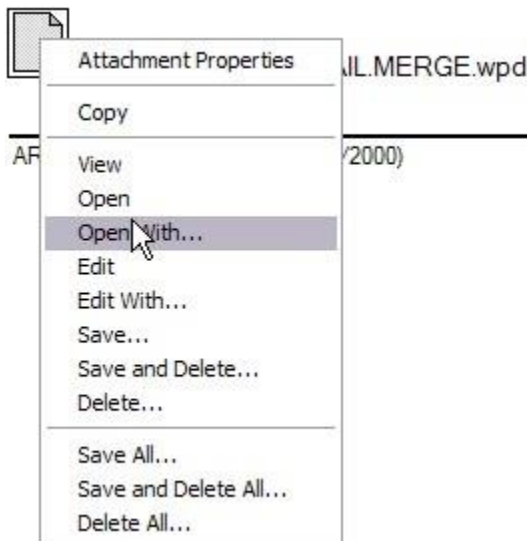 Attachment Properties
IL.MERGE.wpd
Copy
AR
/2000)
View
Open
Open With...
Edit
Edit With...
Save...
Save and Delete...
Delete...
Save All...
Save and Delete All...
Delete All...